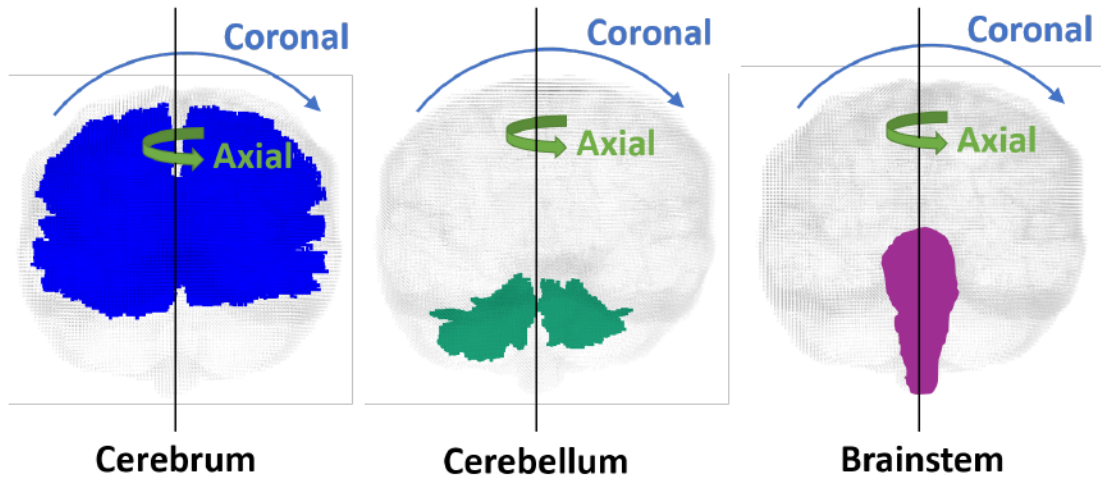 Coronal
Axial
Cerebrum
Coronal
Axial
Cerebellum
Coronal
Axial
Brainstem